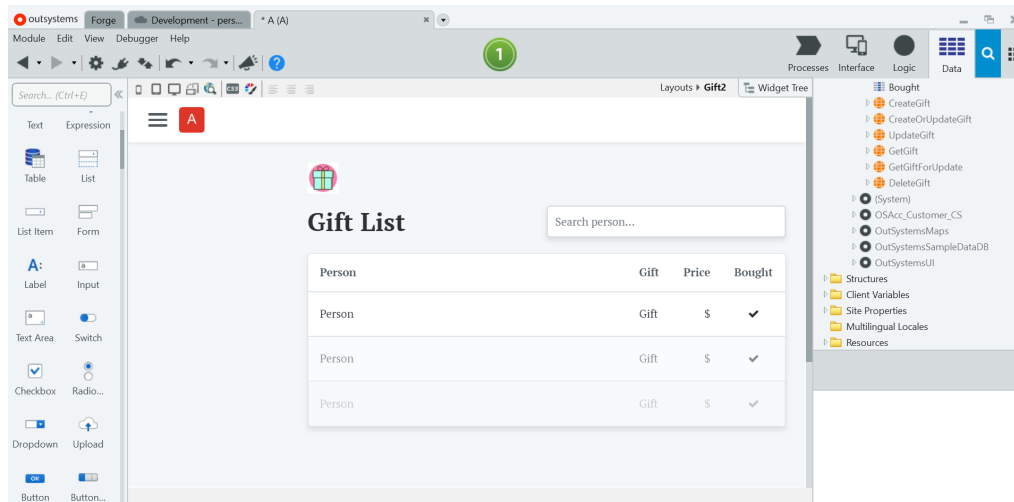 outsystems Forge Development - pers... * A (A)
Module Edit View Debugger Help
1
Processes Interface Logic Data
Search... (Ctrl+E)
CSS
Layouts Gift2 Widget Tree
Text Expression
Table List
List Item Form
A: a
Label Input
a
Text Area Switch
Checkbox Radio...
Dropdown Upload
OK
Button Button...
A
Gift List
Search person...
Person Gift Price Bought
Person Gift $
Person Gift $
Person Gift $
Bought
CreateGift
CreateOrUpdateGift
UpdateGift
GetGift
GetGiftForUpdate
DeleteGift
(System)
OSAcc_Customer_CS
OutSystemsMaps
OutSystemsSampleDataDB
OutSystemsUI
Structures
Client Variables
Site Properties
Multilingual Locales
Resources